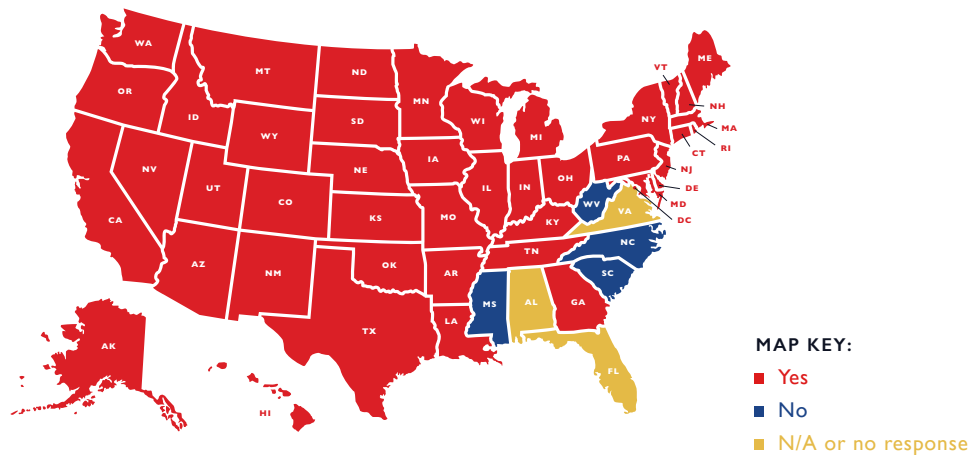 WA
MT
ND
MN
OR
ID
WY
SD
WI
MI
VT
ME
NH
NY
MA
RI
CT
PA
NJ
DE
MD
DC
NV
UT
CO
NE
IA
IL
IN
OH
WV
VA
CA
KS
MO
KY
NC
TN
SC
AZ
NM
OK
AR
MS
AL
GA
TX
LA
FL
AK
HI
MAP KEY:
Yes
No
N/A or no response